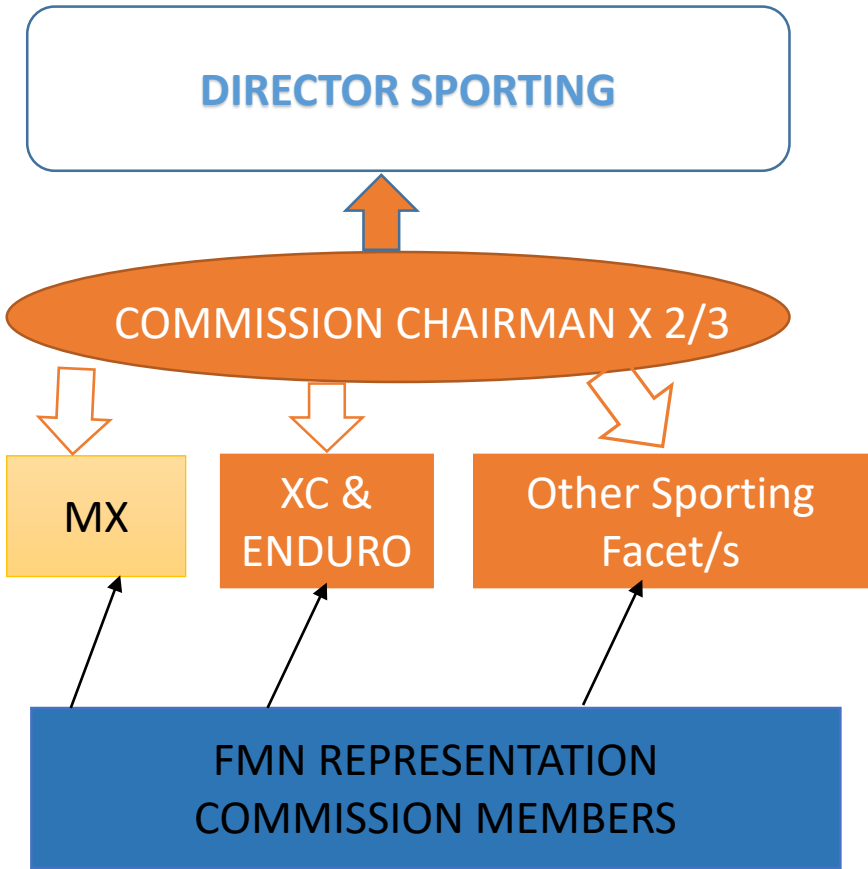 DIRECTOR SPORTING
COMMISSION CHAIRMAN X 2/3
MX
XC &
ENDURO
Other Sporting
Facet/s
FMN REPRESENTATION
COMMISSION MEMBERS